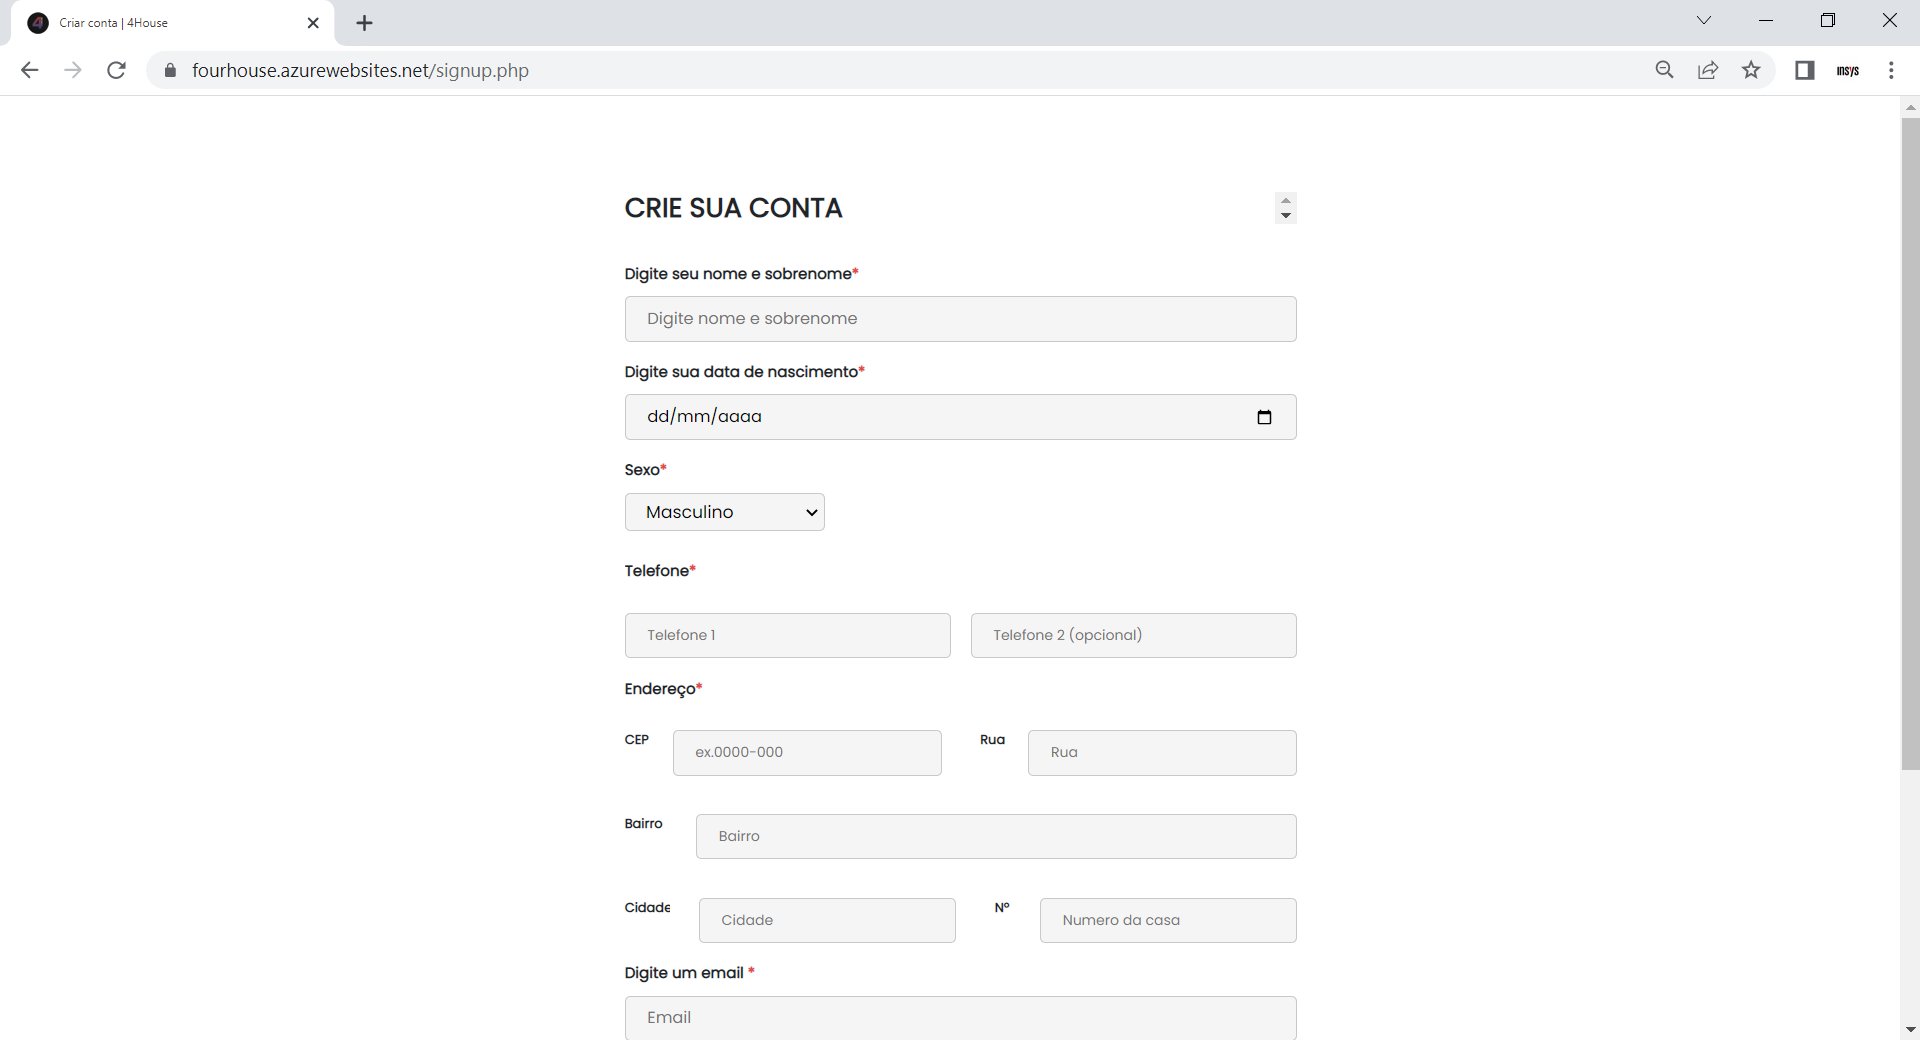 Criar conta | 4House
fourhouse.azurewebsites.net/signup.php
insys
CRIE SUA CONTA
Digite seu nome e sobrenome*
Digite nome e sobrenome
Digite sua data de nascimento*
dd/mm/aaaa
Sexo*
Masculino
Telefone*
Telefone 1 Telefone 2 (opcional)
Endereço*
CEP ex.0000-000 Rua Rua
Bairro Bairro
Cidade Cidade Nº Numero da casa
Digite um email *
Email